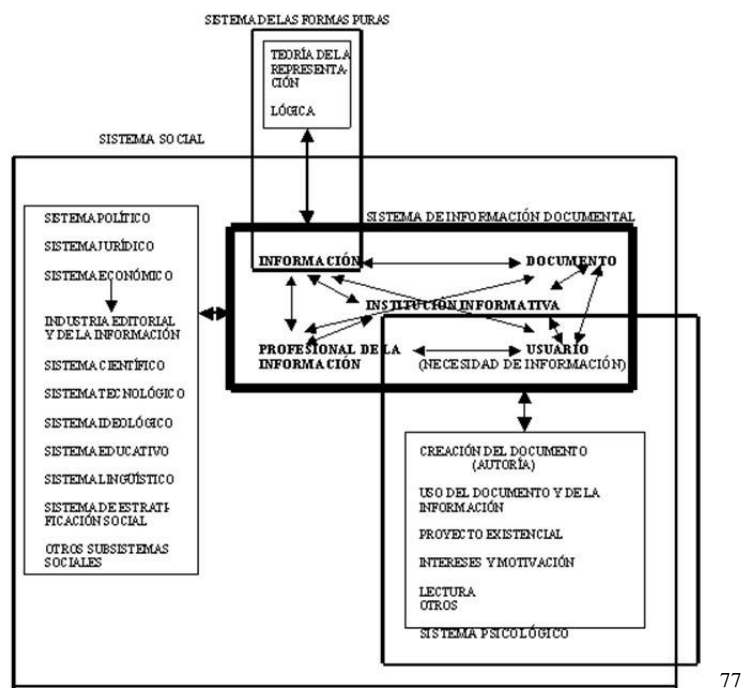 SISTEMA DE LAS FORMAS PURAS
TEORÍA DE LA
REPRESENTA-
CIÓN
LÓGICA
SISTEMA SOCIAL
SISTEMA POLÍTICO
SISTEMA JURÍDICO
SISTEMA ECONÓMICO
INDUSTRIA EDITORIAL
Y DE LA INFORMACIÓN
SISTEMA CIENTÍFICO
SISTEMA TECNOLÓGICO
SISTEMA IDEOLÓGICO
SISTEMA EDUCATIVO
SISTEMA LINGÜÍSTICO
SISTEMA DE ESTRATI-
FICACIÓN SOCIAL
OTROS SUBSISTEMAS
SOCIALES
SISTEMA DE INFORMACIÓN DOCUMENTAL
INFORMACIÓN
DOCUMENTO
INSTITUCIÓN INFORMATIVA
PROFESIONAL DE LA
INFORMACIÓN
USUARIO
(NECESIDAD DE INFORMACIÓN)
CREACIÓN DEL DOCUMENTO
(AUTORÍA)
USO DEL DOCUMENTO Y DE LA
INFORMACIÓN
PROYECTO EXISTENCIAL
INTERESES Y MOTIVACIÓN
LECTURA
OTROS
SISTEMA PSICOLÓGICO
77